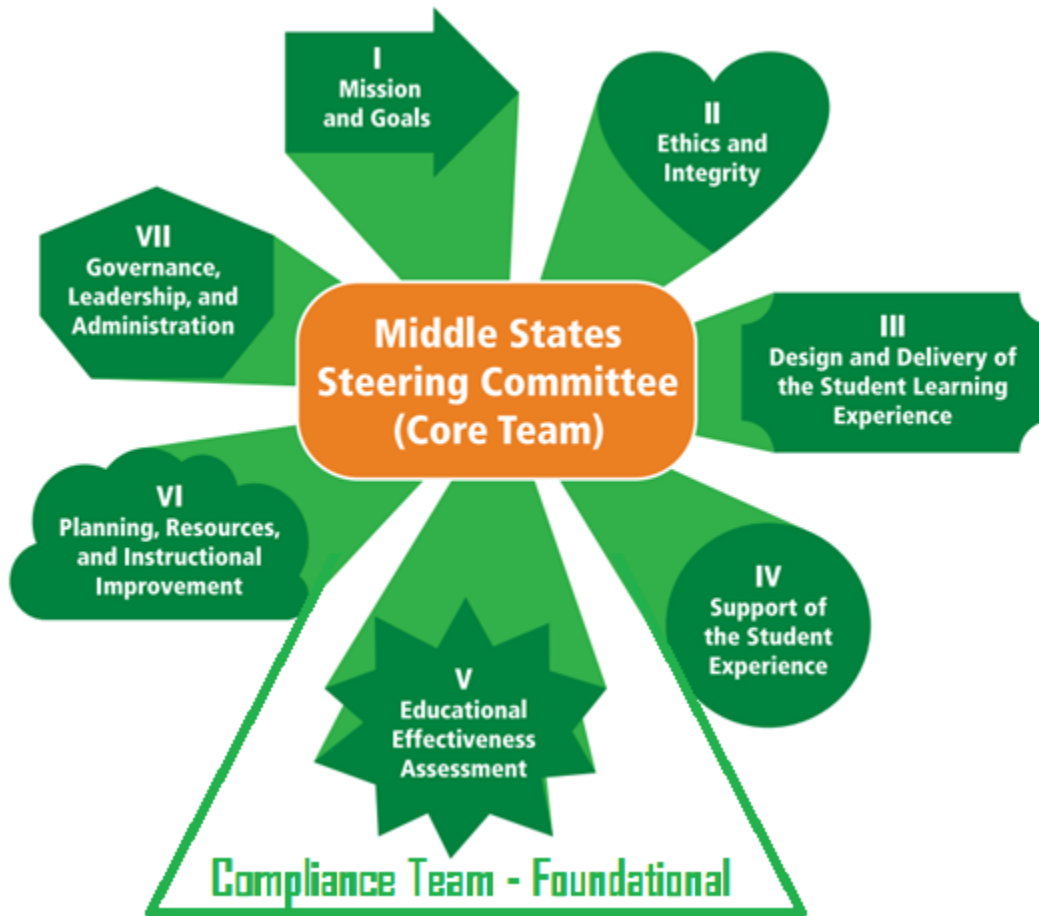 I
Mission
and Goals
II
Ethics and
Integrity
VII
Governance,
Leadership, and
Administration
Middle States
Steering Committee
(Core Team)
III
Design and Delivery of
the Student Learning
Experience
VI
Planning, Resources,
and Instructional
Improvement
IV
Support of
the Student
Experience
V
Educational
Effectiveness
Assessment
Compliance Team - Foundational